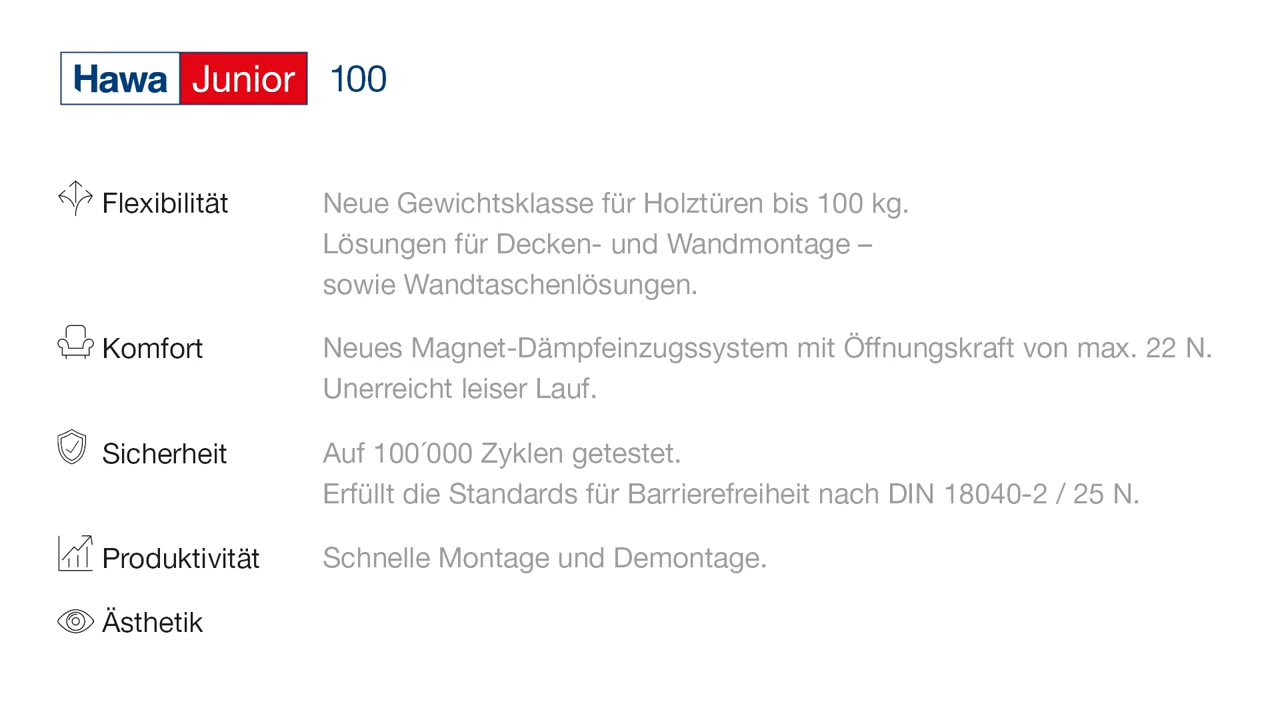 Hawa Junior 100
Flexibilität Neue Gewichtsklasse für Holztüren bis 100 kg.
Lösungen für Decken- und Wandmontage –
sowie Wandtaschenlösungen.
Komfort Neues Magnet-Dämpfeinzugssystem mit Öffnungskraft von max. 22 N.
Unerreicht leiser Lauf.
Sicherheit Auf 100´000 Zyklen getestet.
Erfüllt die Standards für Barrierefreiheit nach DIN 18040-2 / 25 N.
Produktivität Schnelle Montage und Demontage.
Ästhetik